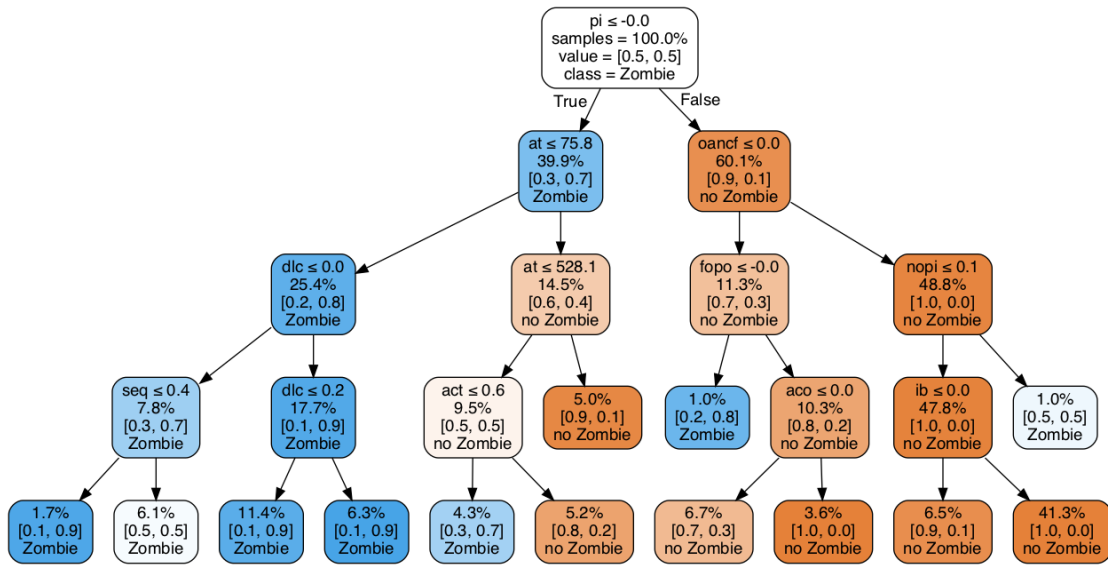 pi ≤ -0.0
samples = 100.0%
value = [0.5, 0.5]
class = Zombie
True
False
at ≤ 75.8
39.9%
[0.3, 0.7]
Zombie
oancf ≤ 0.0
60.1%
[0.9, 0.1]
no Zombie
dlc ≤ 0.0
25.4%
[0.2, 0.8]
Zombie
at ≤ 528.1
14.5%
[0.6, 0.4]
no Zombie
fopo ≤ -0.0
11.3%
[0.7, 0.3]
no Zombie
nopi ≤ 0.1
48.8%
[1.0, 0.0]
no Zombie
seq ≤ 0.4
7.8%
[0.3, 0.7]
Zombie
dlc ≤ 0.2
17.7%
[0.1, 0.9]
Zombie
act ≤ 0.6
9.5%
[0.5, 0.5]
no Zombie
5.0%
[0.9, 0.1]
no Zombie
1.0%
[0.2, 0.8]
Zombie
aco ≤ 0.0
10.3%
[0.8, 0.2]
no Zombie
ib ≤ 0.0
47.8%
[1.0, 0.0]
no Zombie
1.0%
[0.5, 0.5]
Zombie
1.7%
[0.1, 0.9]
Zombie
6.1%
[0.5, 0.5]
Zombie
11.4%
[0.1, 0.9]
Zombie
6.3%
[0.1, 0.9]
Zombie
4.3%
[0.3, 0.7]
Zombie
5.2%
[0.8, 0.2]
no Zombie
6.7%
[0.7, 0.3]
no Zombie
3.6%
[1.0, 0.0]
no Zombie
6.5%
[0.9, 0.1]
no Zombie
41.3%
[1.0, 0.0]
no Zombie